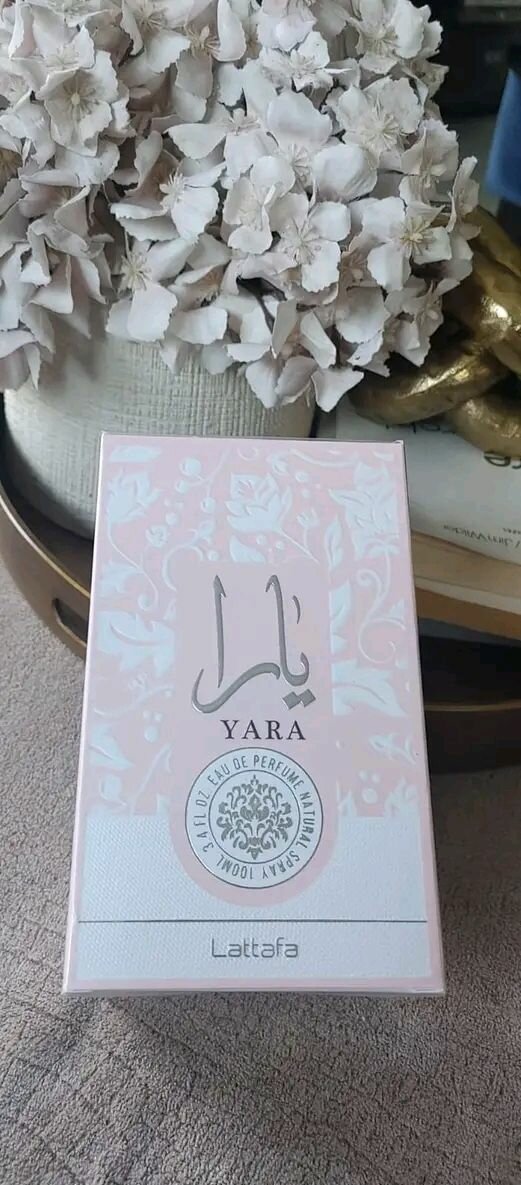 يارا
YARA
EAU DE PERFUME NATURAL SPRAY 100ML 3.4 FL OZ.
Lattafa